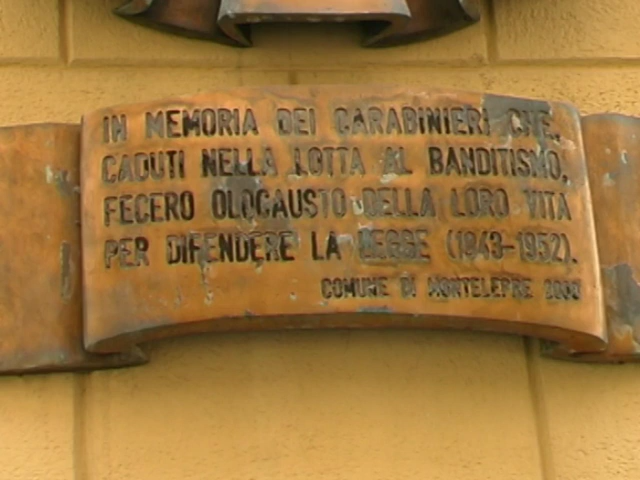 IN MEMORIA DEI CARABINIERI CHE,
CADUTI NELLA LOTTA AL BANDITISMO,
FECERO OLOCAUSTO DELLA LORO VITA
PER DIFENDERE LA LEGGE (1943-1952).
COMUNE DI MONTELEPRE